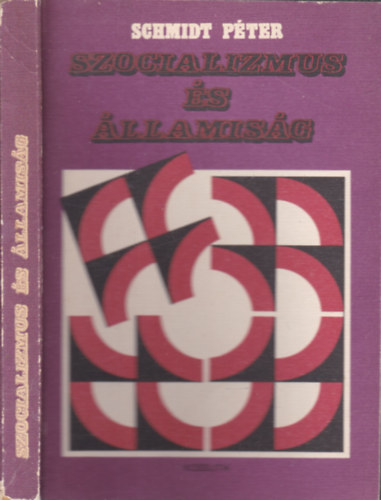 SCHMIDT PÉTER
SZOCIALIZMUS
ÉS
ÁLLAMISÁG
SZOCIALIZMUS ÉS ÁLLAMISÁG